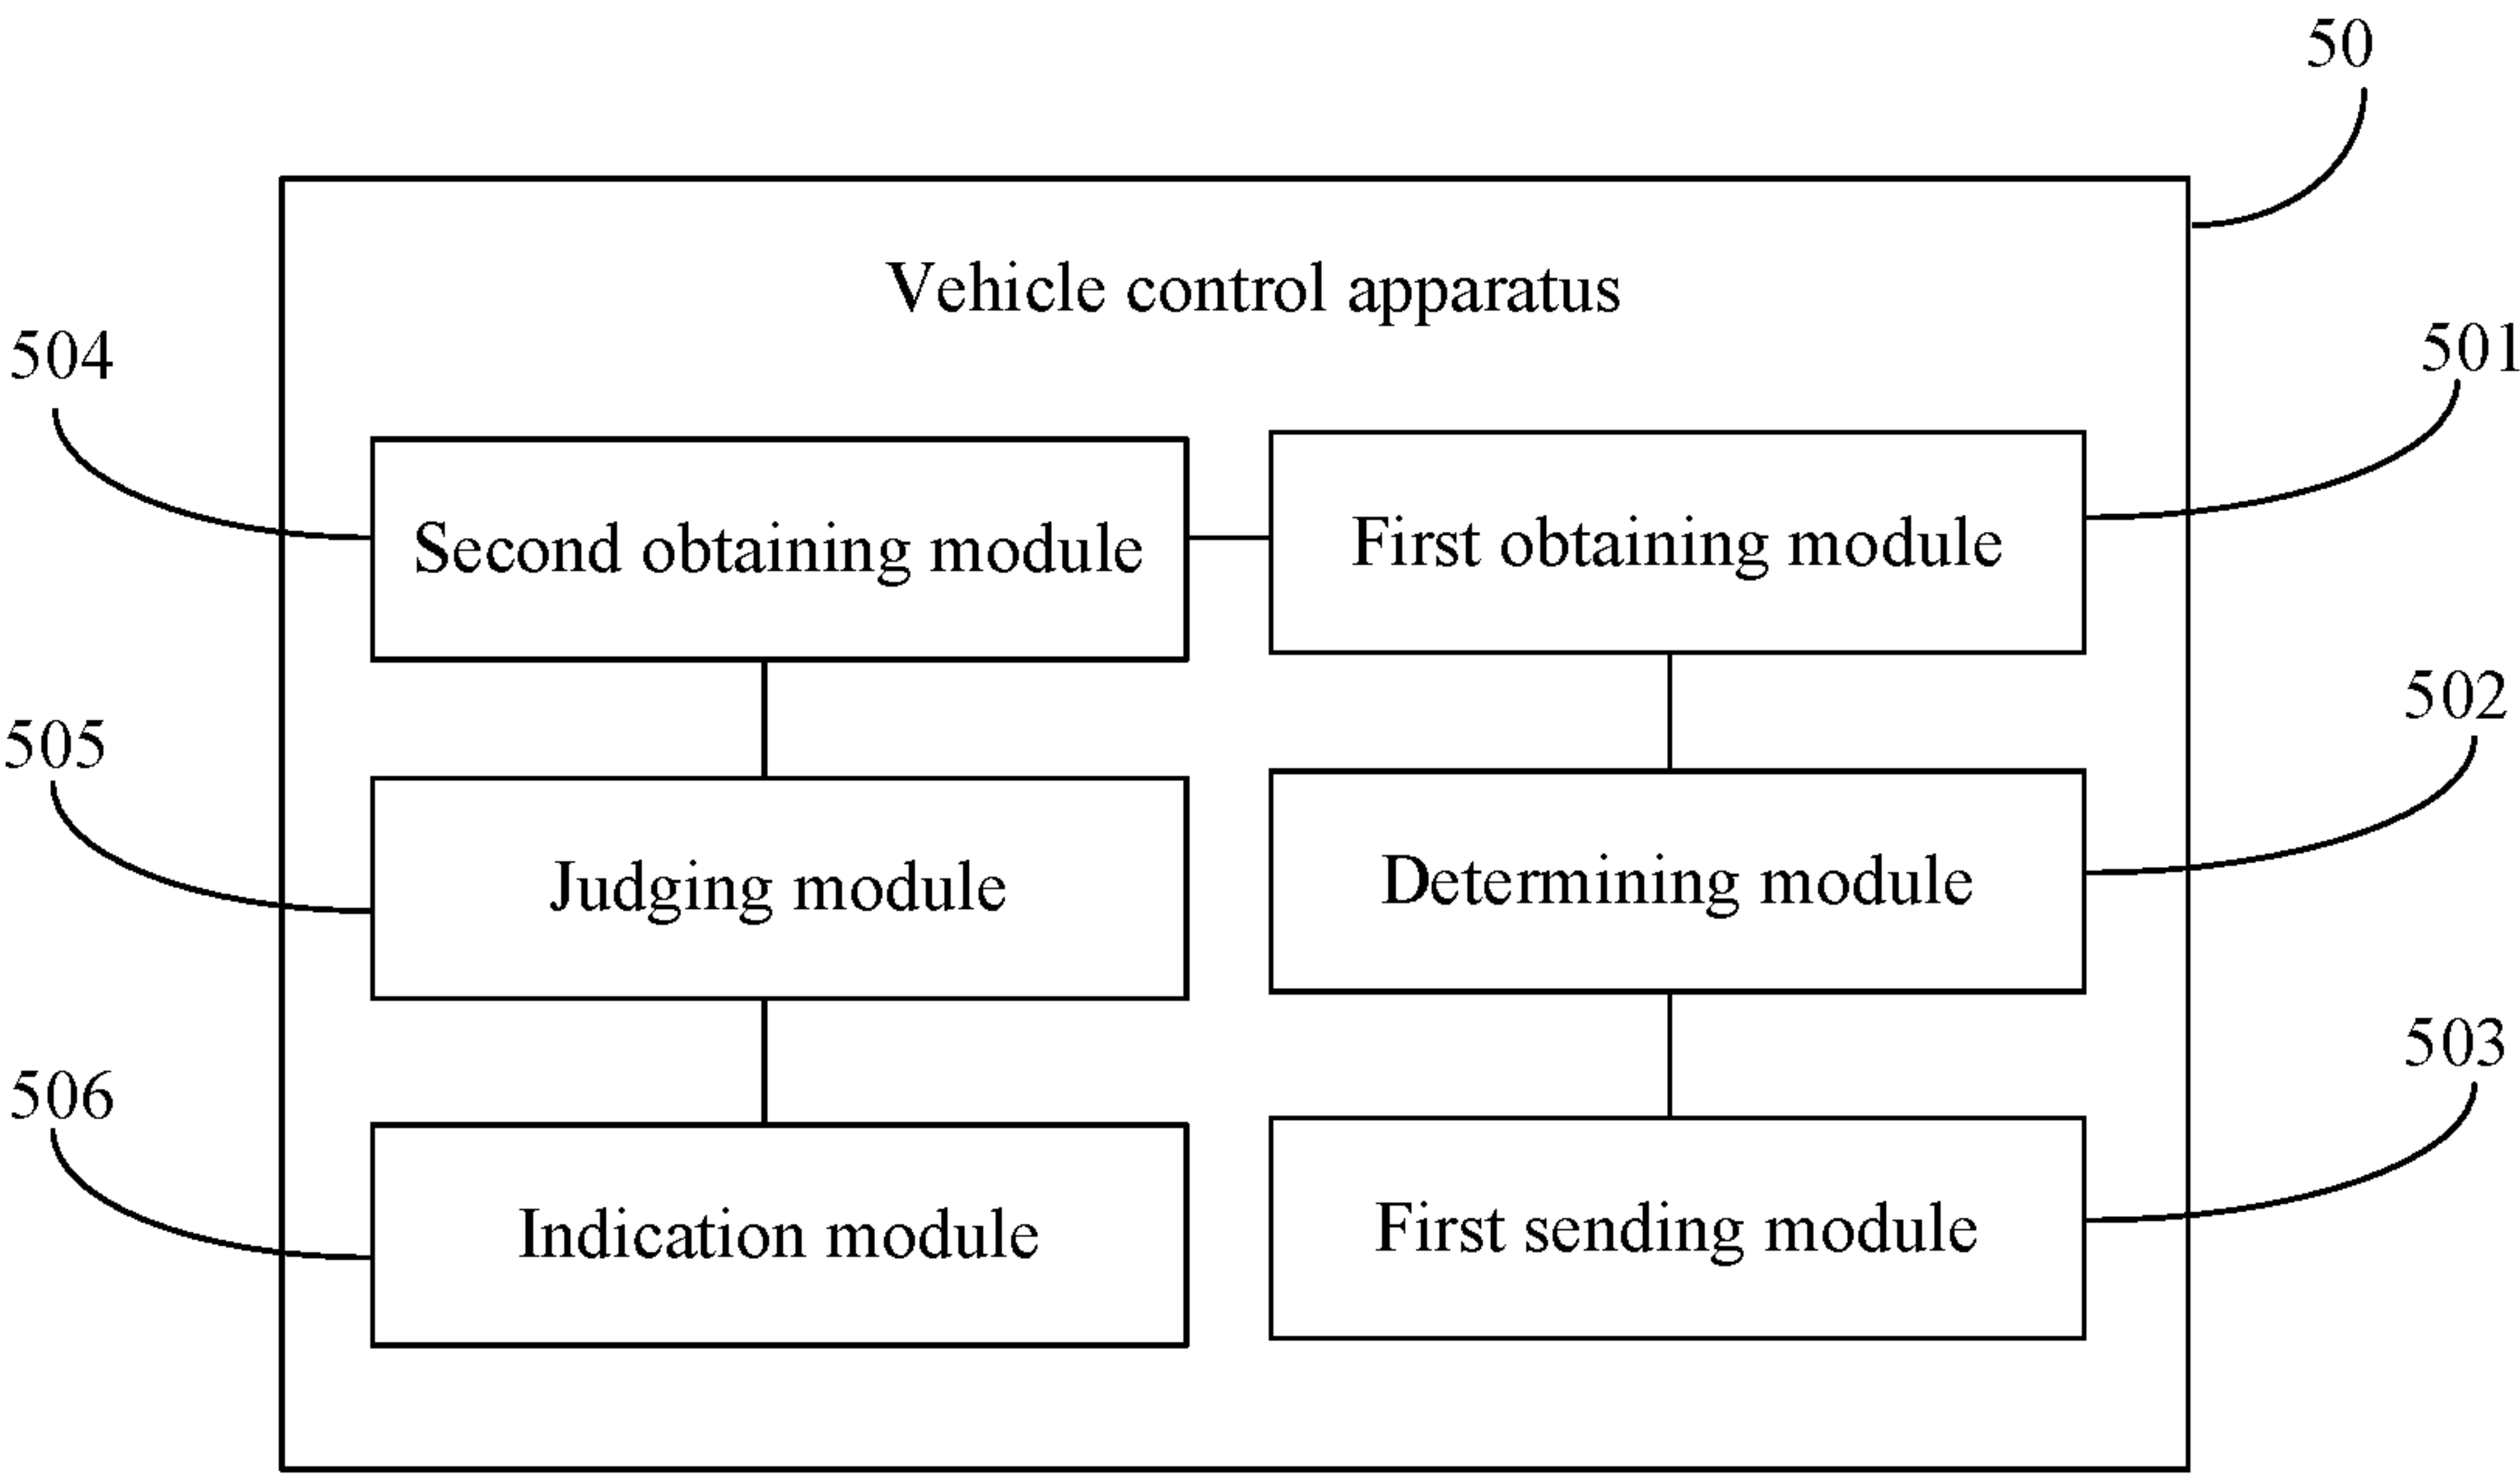 50
Vehicle control apparatus
504
501
Second obtaining module
First obtaining module
505
502
Judging module
Determining module
506
503
Indication module
First sending module